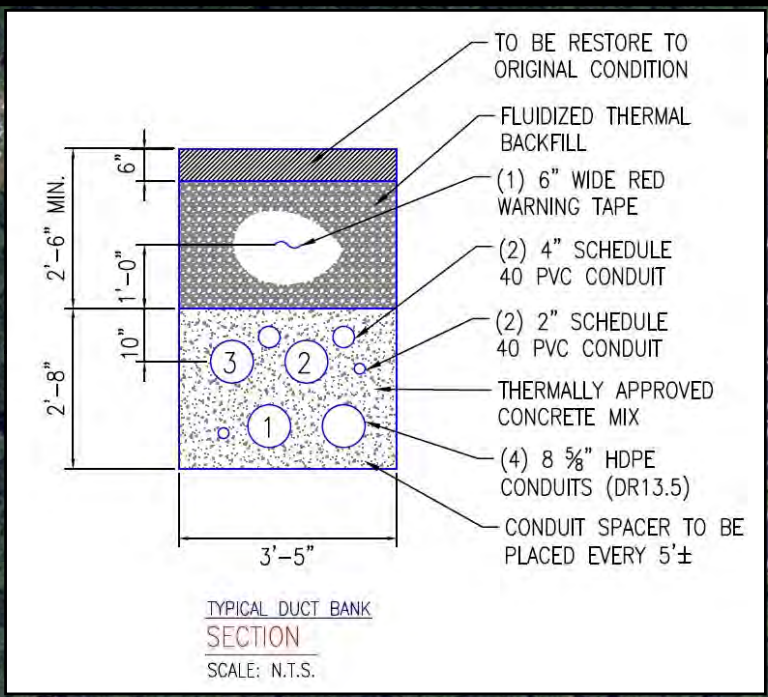 TO BE RESTORE TO
ORIGINAL CONDITION
FLUIDIZED THERMAL
BACKFILL
(1) 6" WIDE RED
WARNING TAPE
(2) 4" SCHEDULE
40 PVC CONDUIT
(2) 2" SCHEDULE
40 PVC CONDUIT
THERMALLY APPROVED
CONCRETE MIX
(4) 8 ⅝" HDPE
CONDUITS (DR13.5)
CONDUIT SPACER TO BE
PLACED EVERY 5'±
6"
2'-6" MIN.
1'-0"
10"
2'-8"
3
2
1
3'-5"
TYPICAL DUCT BANK
SECTION
SCALE: N.T.S.